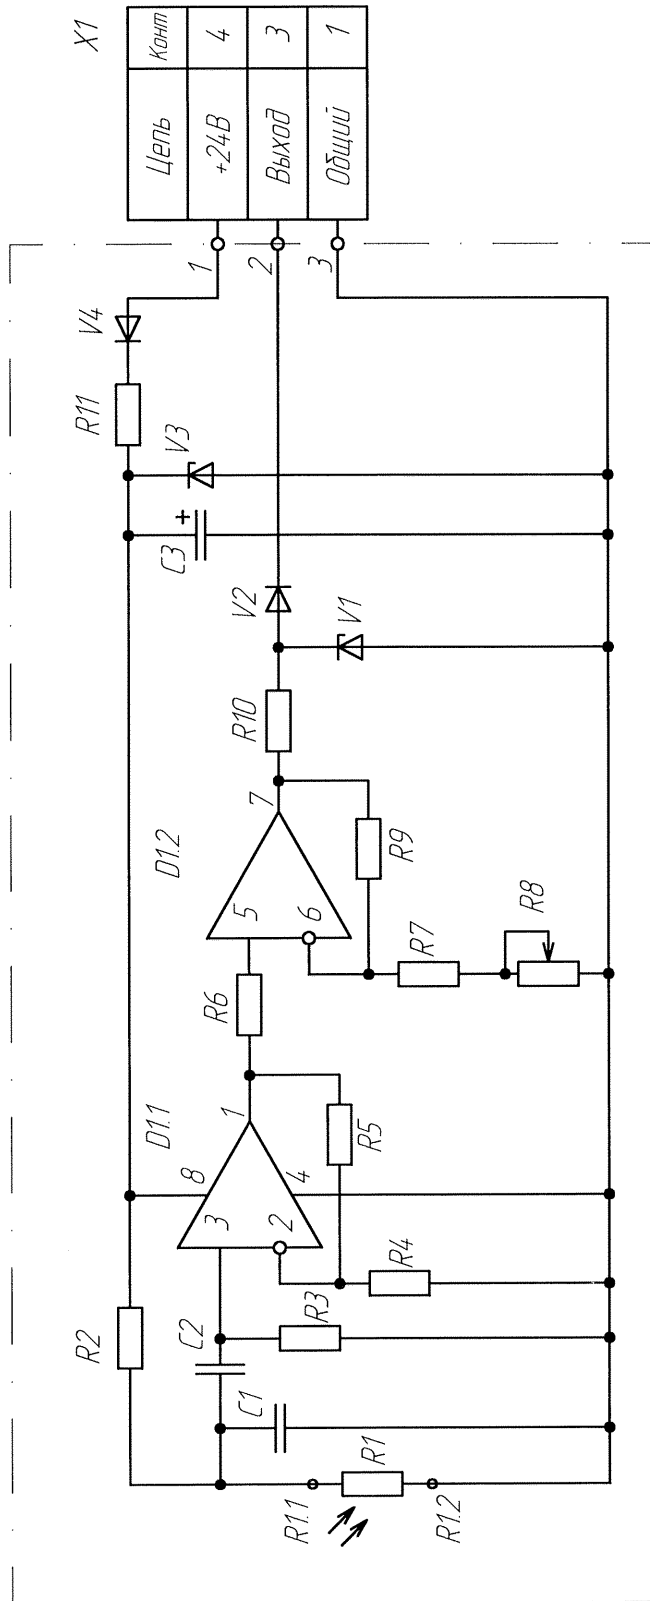 X1
Цепь Конт
+24В 4
Выход 3
Общий 1
1
2
3
V4
R11
V3
C3
+
V2
V1
R10
D1.2
7
5
6
R9
R8
R7
R6
D1.1
1
8
3
2
4
R5
R4
R3
R2
C2
C1
R1
R1.1
R1.2